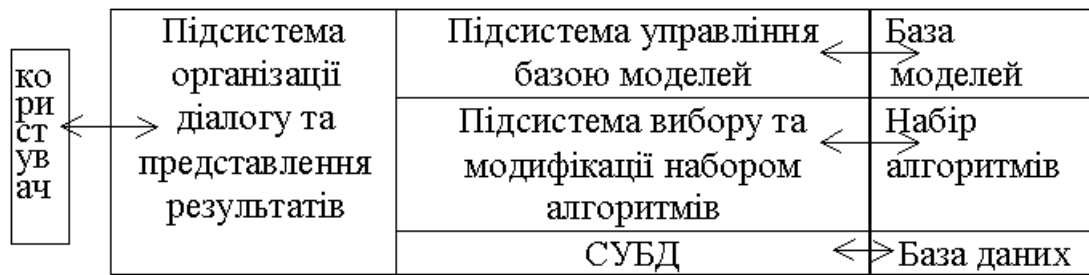 ко
ри
ст
ув
ач
Підсистема
організації
діалогу та
представлення
результатів
Підсистема управління
базою моделей
База
моделей
Підсистема вибору та
модифікації набором
алгоритмів
Набір
алгоритмів
СУБД
База даних